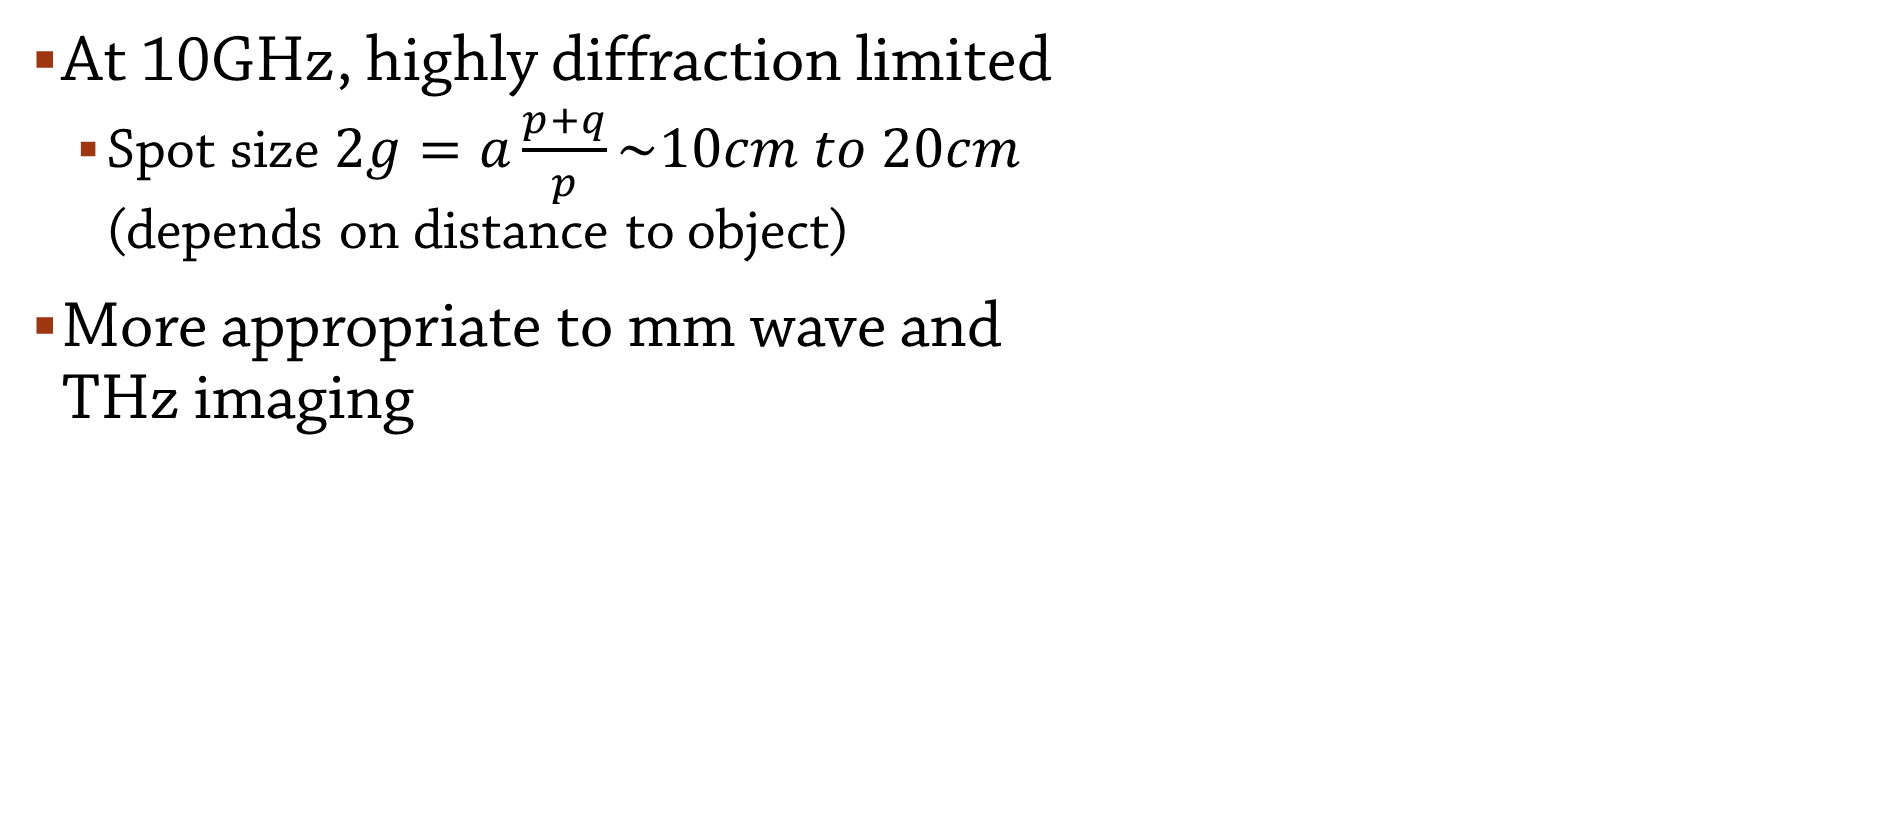 ▪At 10GHz, highly diffraction limited
▪Spot size 2g = a (p+q)/p ~10cm to 20cm
(depends on distance to object)
▪More appropriate to mm wave and
THz imaging